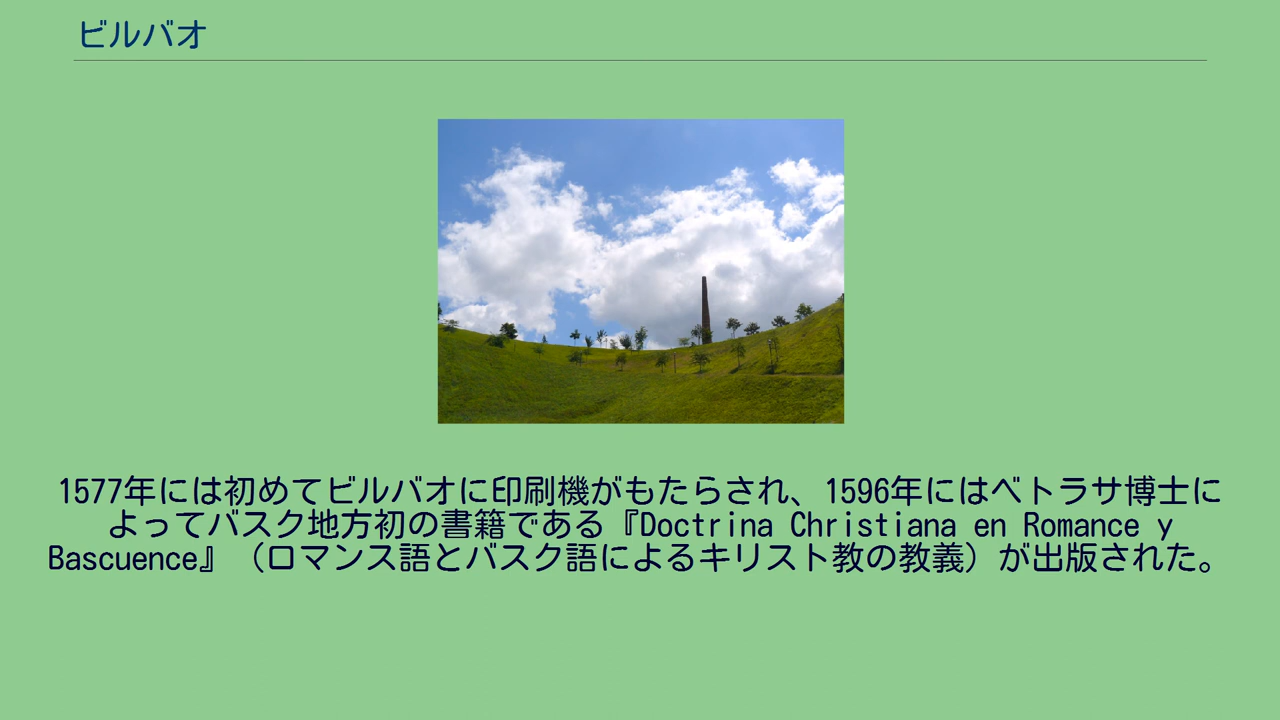 ビルバオ
1577年には初めてビルバオに印刷機がもたらされ、1596年にはベトラサ博士に
よってバスク地方初の書籍である『Doctrina Christiana en Romance y
Bascuence』（ロマンス語とバスク語によるキリスト教の教義）が出版された。